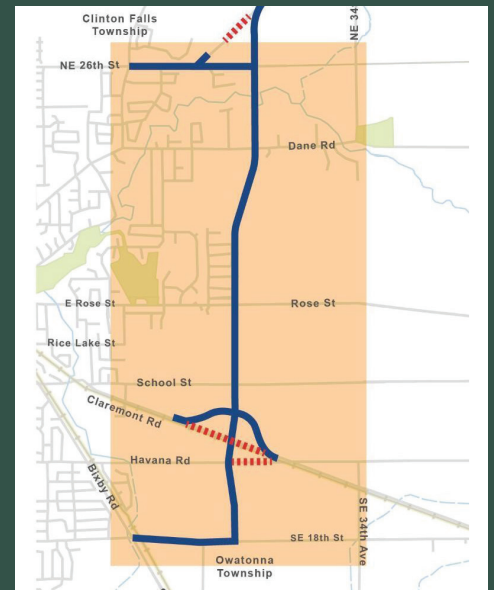 Clinton Falls
Township
NE 34
NE 26th St
Dane Rd
E Rose St
Rose St
Rice Lake St
School St
Claremont Rd
Havana Rd
Bixby Rd
SE 34th Ave
SE 18th St
Owatonna
Township